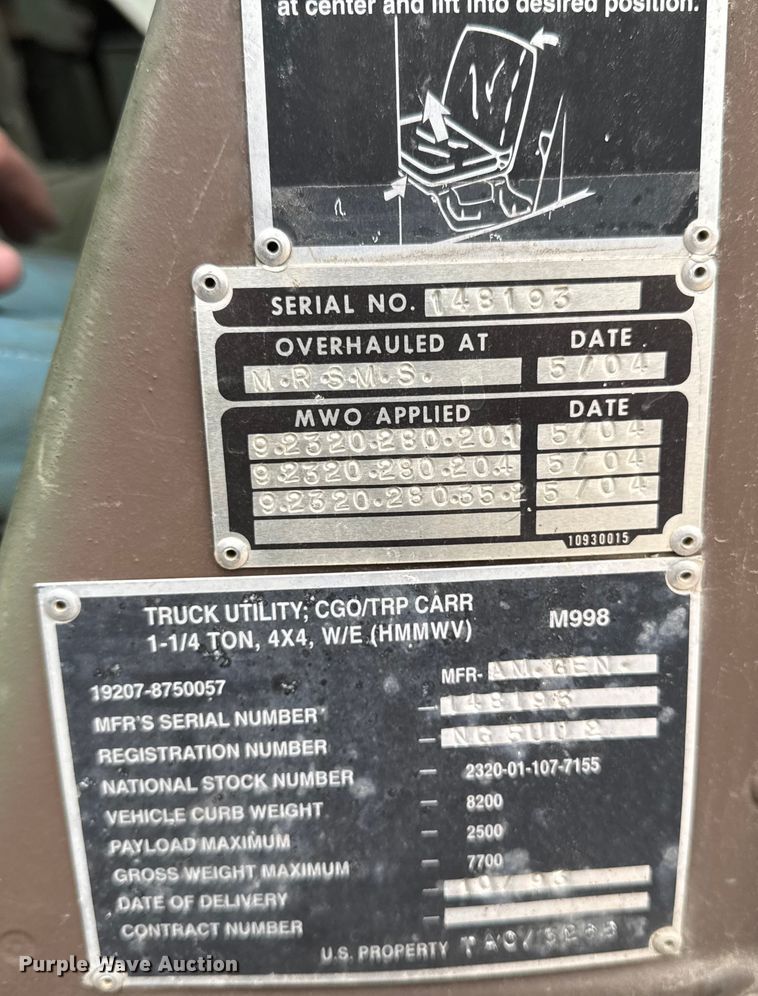 at center and lift into desired position.
SERIAL NO. 148193
OVERHAULED AT DATE
M.R.S.M.S. 5/04
MWO APPLIED DATE
9.2320.280.20.1 5/04
9.2320.280.20.4 5/04
9.2320.280.35.2 5/04
10930015
TRUCK UTILITY; CGO/TRP CARR M998
1-1/4 TON, 4X4, W/E (HMMWV)
19207-8750057 MFR- AM.GEN.
MFR'S SERIAL NUMBER - 148193
REGISTRATION NUMBER -
NATIONAL STOCK NUMBER - 2320-01-107-7155
VEHICLE CURB WEIGHT - 8200
PAYLOAD MAXIMUM - 2500
GROSS WEIGHT MAXIMUM - 7700
DATE OF DELIVERY - 10/93
CONTRACT NUMBER -
U.S. PROPERTY
Purple Wave Auction